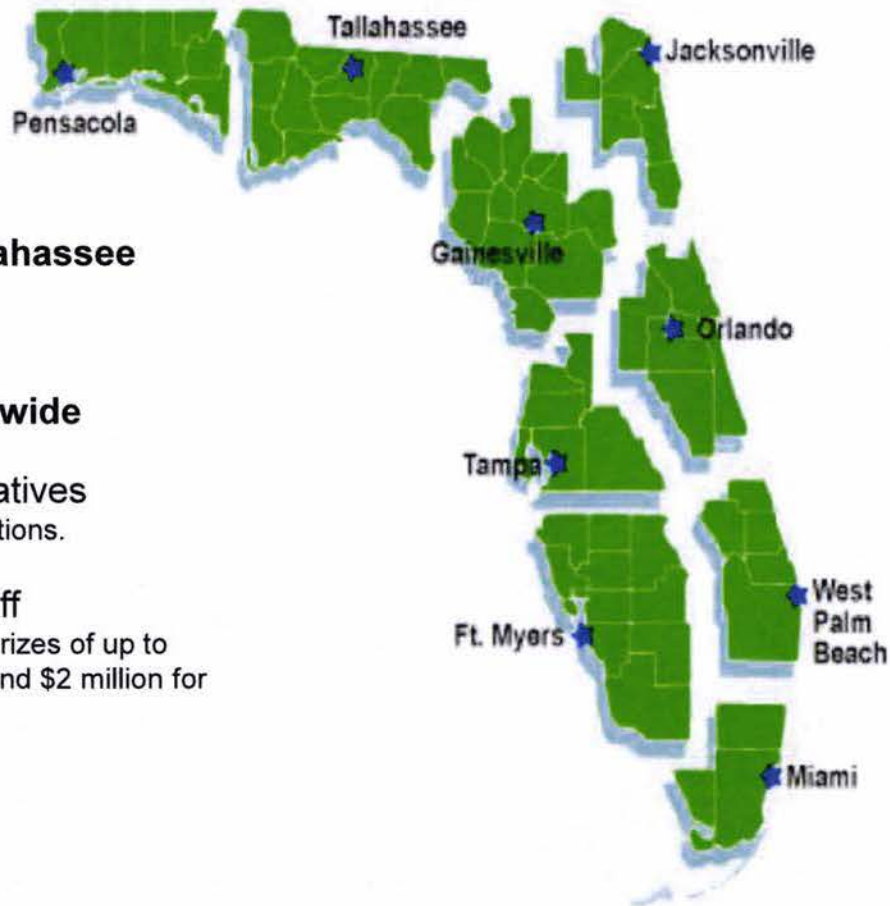 ahassee
wide
atives
tions.
ff
rizes of up to
nd $2 million for
Tallahassee
Jacksonville
Pensacola
Gainesville
Orlando
Tampa
West
Palm
Beach
Ft. Myers
Miami